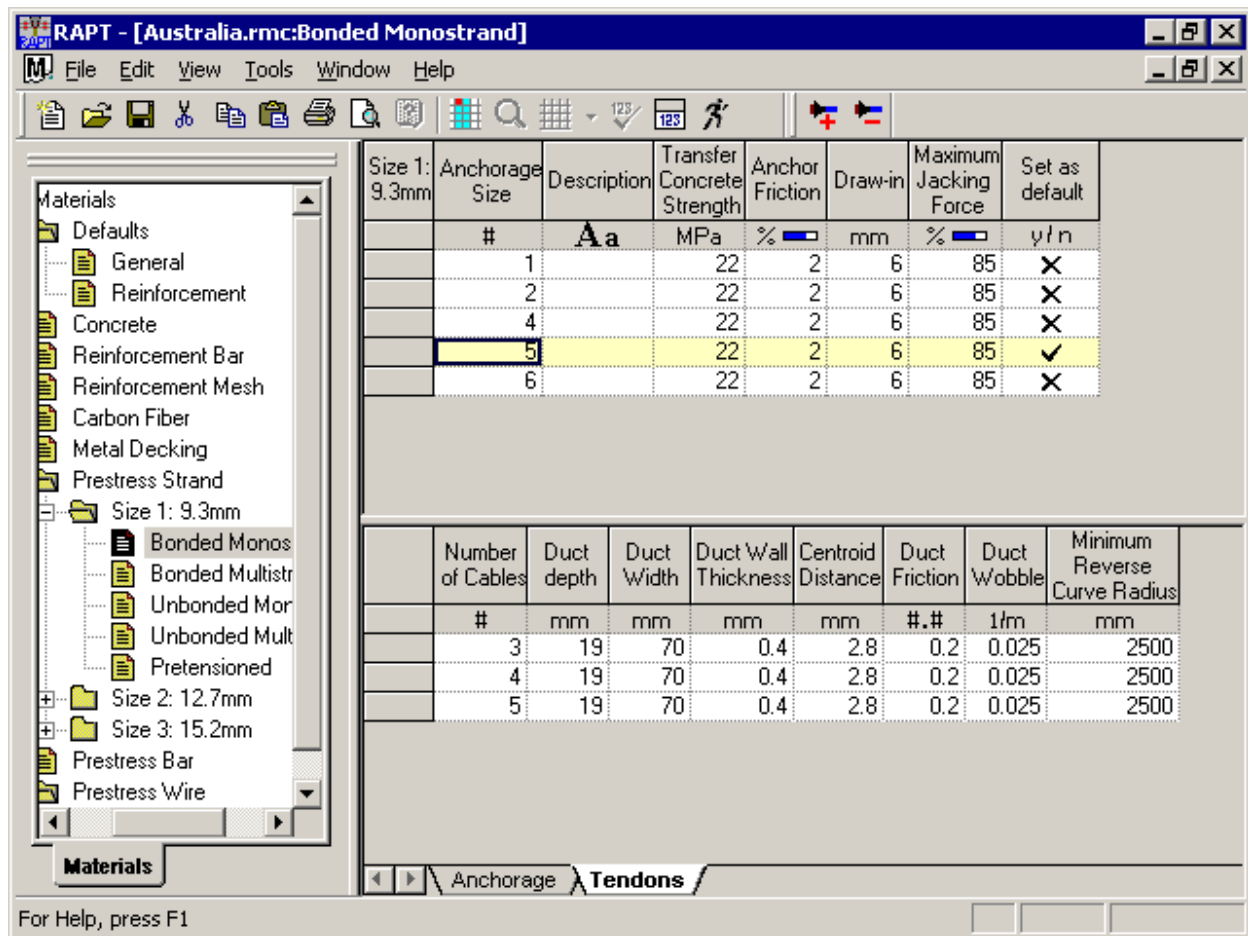 RAPT - [Australia.rmc:Bonded Monostrand]
File Edit View Tools Window Help
Materials
Defaults
General
Reinforcement
Concrete
Reinforcement Bar
Reinforcement Mesh
Carbon Fiber
Metal Decking
Prestress Strand
Size 1: 9.3mm
Bonded Monos
Bonded Multistr
Unbonded Mor
Unbonded Mult
Pretensioned
Size 2: 12.7mm
Size 3: 15.2mm
Prestress Bar
Prestress Wire
Materials
Size 1: 9.3mm Anchorage Size Description Transfer Concrete Strength Anchor Friction Draw-in Maximum Jacking Force Set as default
# Aa MPa % mm % y/n
1 22 2 6 85
2 22 2 6 85
4 22 2 6 85
5 22 2 6 85
6 22 2 6 85
Number of Cables Duct depth Duct Width Duct Wall Thickness Centroid Distance Duct Friction Duct Wobble Minimum Reverse Curve Radius
# mm mm mm mm #.# 1/m mm
3 19 70 0.4 2.8 0.2 0.025 2500
4 19 70 0.4 2.8 0.2 0.025 2500
5 19 70 0.4 2.8 0.2 0.025 2500
Anchorage Tendons
For Help, press F1